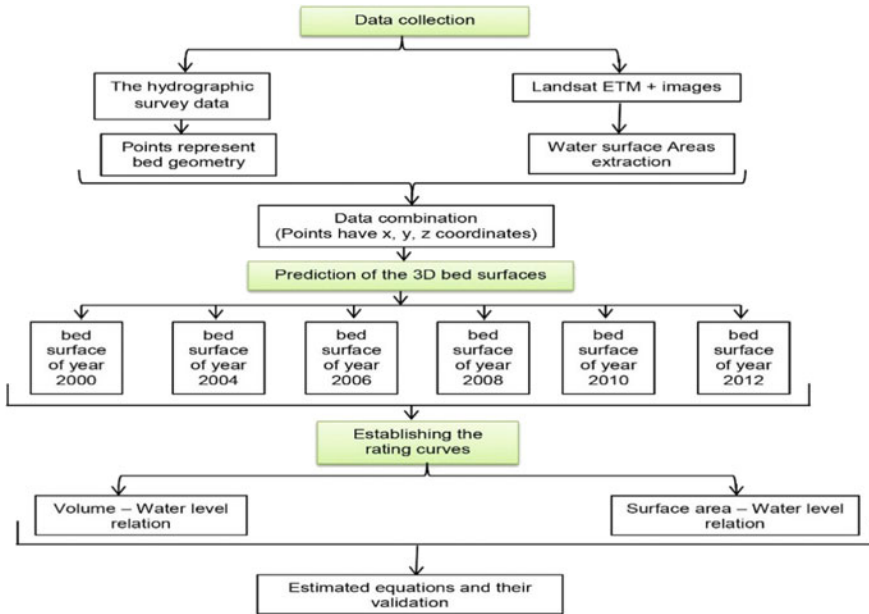 Data collection
The hydrographic
survey data
Landsat ETM + images
Points represent
bed geometry
Water surface Areas
extraction
Data combination
(Points have x, y, z coordinates)
Prediction of the 3D bed surfaces
bed
surface
of year
2000
bed
surface
of year
2004
bed
surface
of year
2006
bed
surface
of year
2008
bed
surface
of year
2010
bed
surface
of year
2012
Establishing the
rating curves
Volume – Water level
relation
Surface area – Water level
relation
Estimated equations and their
validation